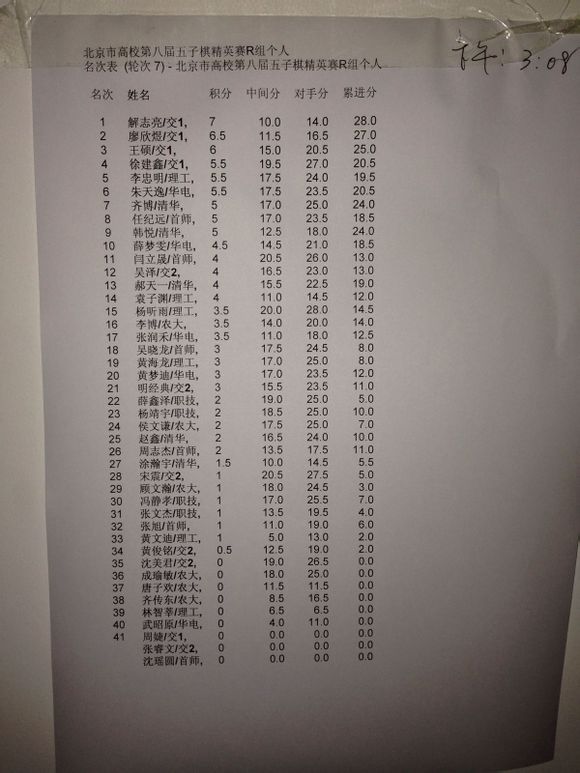 下午：3:08
北京市高校第八届五子棋精英赛R组个人
名次表 (轮次 7) - 北京市高校第八届五子棋精英赛R组个人
名次 姓名 积分 中间分 对手分 累进分
1 解志亮/交1, 7 10.0 14.0 28.0
2 廖欣煜/交1, 6.5 11.5 16.5 27.0
3 王硕/交1, 6 15.0 20.5 25.0
4 徐建鑫/交1, 5.5 19.5 27.0 20.5
5 李忠明/理工, 5.5 17.5 24.0 19.5
6 朱天逸/华电, 5.5 17.5 23.5 20.5
7 齐博/清华, 5 17.0 25.0 24.0
8 任纪远/首师, 5 17.0 23.5 18.5
9 韩悦/清华, 5 12.5 18.0 24.0
10 薛梦雯/华电, 4.5 14.5 21.0 18.5
11 闫立晟/首师, 4 20.5 26.0 13.0
12 吴泽/交2, 4 16.5 23.0 13.0
13 郝天一/清华, 4 15.5 22.5 19.0
14 袁子渊/理工, 4 11.0 14.5 12.0
15 杨听雨/理工, 3.5 20.0 28.0 14.5
16 李博/农大, 3.5 14.0 20.0 14.0
17 张润禾/华电, 3.5 11.0 18.0 12.5
18 吴晓龙/首师, 3 17.5 24.5 8.0
19 黄海龙/理工, 3 17.0 25.0 8.0
20 黄梦迪/华电, 3 17.0 23.5 12.0
21 明经典/交2, 3 15.5 23.5 11.0
22 薛鑫泽/职技, 2 19.0 25.0 5.0
23 杨靖宇/职技, 2 18.5 25.0 10.0
24 侯文谦/农大, 2 17.5 25.0 7.0
25 赵鑫/清华, 2 16.5 24.0 10.0
26 周志杰/首师, 2 13.5 17.5 11.0
27 涂瀚宇/清华, 1.5 10.0 14.5 5.5
28 宋震/交2, 1 20.5 27.5 5.0
29 顾文瀚/农大, 1 18.0 24.5 3.0
30 冯静孝/职技, 1 17.0 25.5 7.0
31 张文杰/职技, 1 13.5 19.5 4.0
32 张旭/首师, 1 11.0 19.0 6.0
33 黄文迪/理工, 1 5.0 13.0 2.0
34 黄俊铭/交2, 0.5 12.5 19.0 2.0
35 沈美君/交2, 0 19.0 26.5 0.0
36 成瑜敏/农大, 0 18.0 25.0 0.0
37 唐子欢/农大, 0 11.5 11.5 0.0
38 齐传东/农大, 0 8.5 16.5 0.0
39 林智莘/理工, 0 6.5 6.5 0.0
40 武昭原/华电, 0 4.0 11.0 0.0
41 周婕/交1, 0 0.0 0.0 0.0
张睿文/交2, 0 0.0 0.0 0.0
沈瑶圆/首师, 0 0.0 0.0 0.0